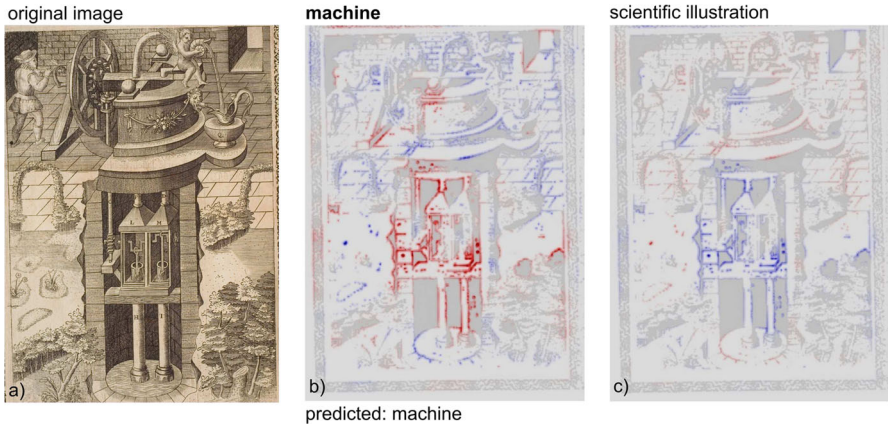 original image
machine
scientific illustration
a)
b)
c)
predicted: machine